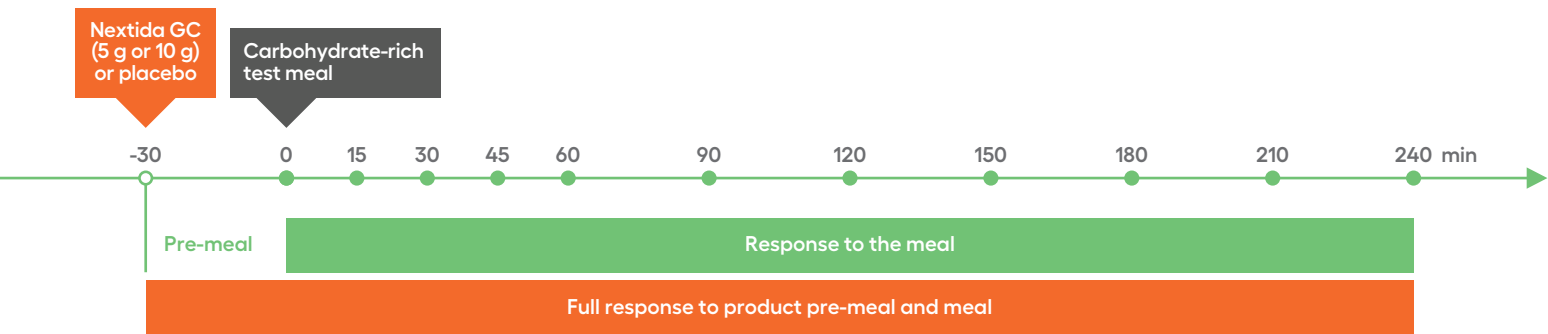 Nextida GC
(5 g or 10 g)
or placebo
Carbohydrate-rich
test meal
-30 0 15 30 45 60 90 120 150 180 210 240 min
Pre-meal
Response to the meal
Full response to product pre-meal and meal